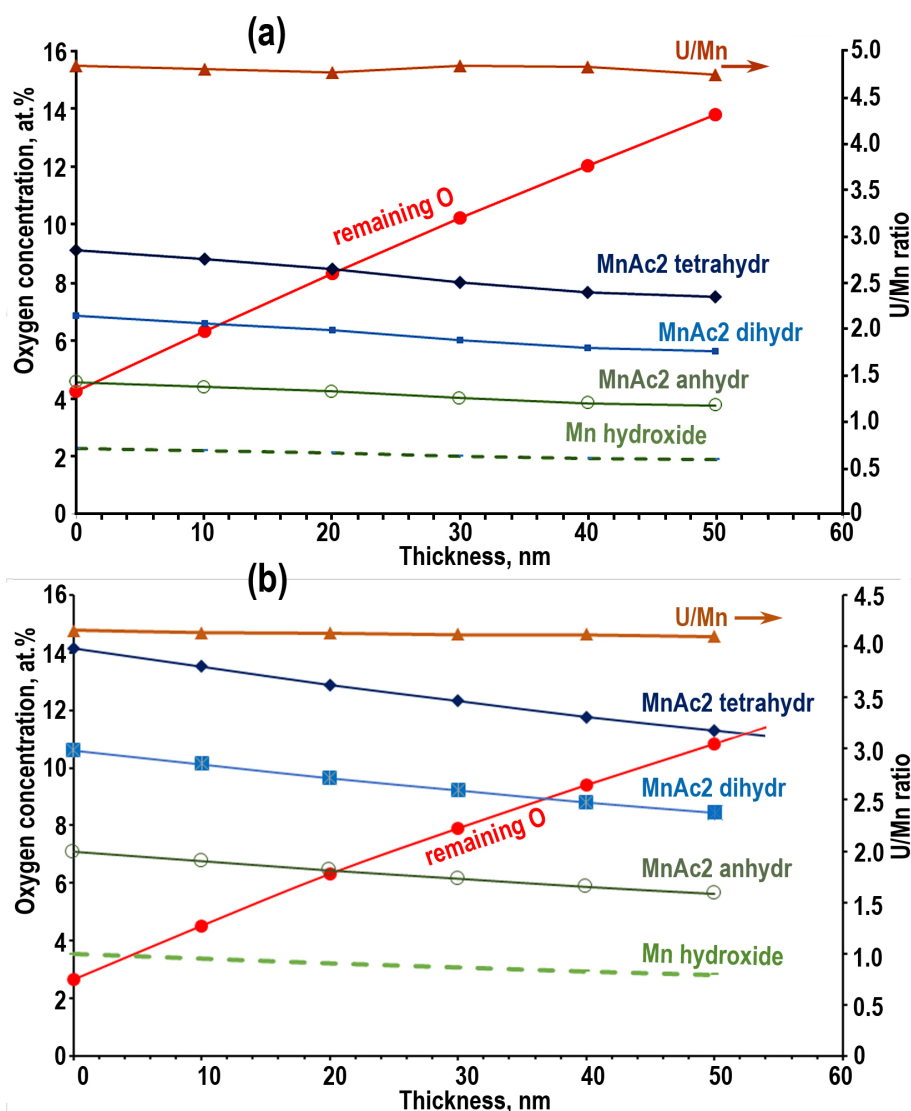 (a)
16
14
12
10
8
6
4
2
0
Oxygen concentration, at.%
5.0
4.5
4.0
3.5
3.0
2.5
2.0
1.5
1.0
0.5
0
U/Mn ratio
U/Mn
remaining O
MnAc2 tetrahydr
MnAc2 dihydr
MnAc2 anhydr
Mn hydroxide
0 10 20 30 40 50 60
Thickness, nm
(b)
16
14
12
10
8
6
4
2
0
Oxygen concentration, at.%
4.5
4.0
3.5
3.0
2.5
2.0
1.5
1.0
0.5
0
U/Mn ratio
U/Mn
MnAc2 tetrahydr
MnAc2 dihydr
remaining O
MnAc2 anhydr
Mn hydroxide
0 10 20 30 40 50 60
Thickness, nm